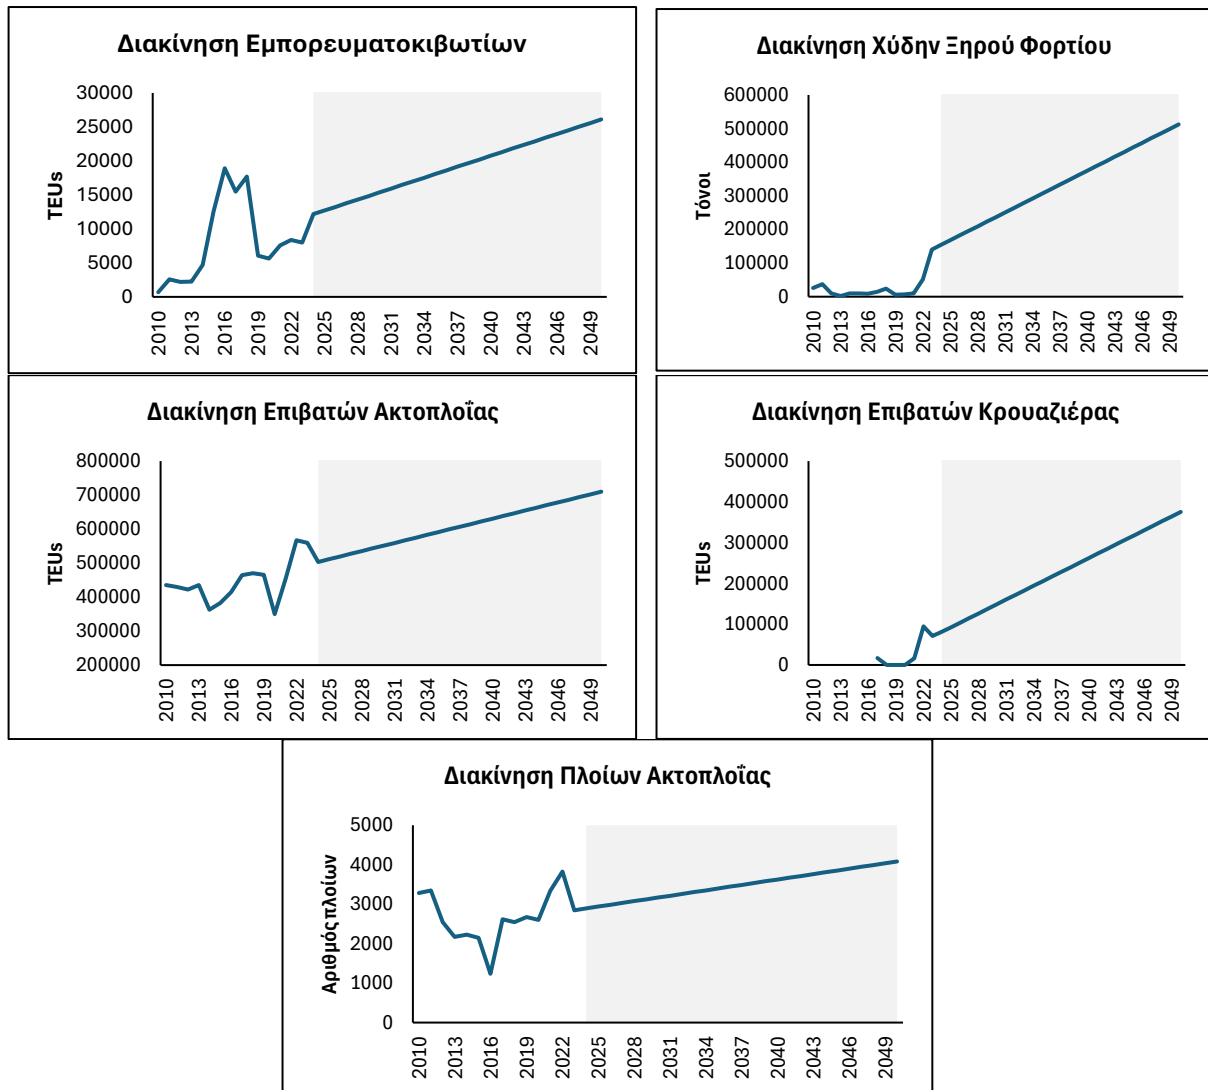 Διακίνηση Εμπορευματοκιβωτίων
30000
25000
20000
15000
10000
5000
0
TEUs
2010 2013 2016 2019 2022 2025 2028 2031 2034 2037 2040 2043 2046 2049
Διακίνηση Χύδην Ξηρού Φορτίου
600000
500000
400000
300000
200000
100000
0
Τόνοι
2010 2013 2016 2019 2022 2025 2028 2031 2034 2037 2040 2043 2046 2049
Διακίνηση Επιβατών Ακτοπλοΐας
800000
700000
600000
500000
400000
300000
200000
TEUs
2010 2013 2016 2019 2022 2025 2028 2031 2034 2037 2040 2043 2046 2049
Διακίνηση Επιβατών Κρουαζιέρας
500000
400000
300000
200000
100000
0
TEUs
2010 2013 2016 2019 2022 2025 2028 2031 2034 2037 2040 2043 2046 2049
Διακίνηση Πλοίων Ακτοπλοΐας
5000
4000
3000
2000
1000
0
Αριθμός πλοίων
2010 2013 2016 2019 2022 2025 2028 2031 2034 2037 2040 2043 2046 2049